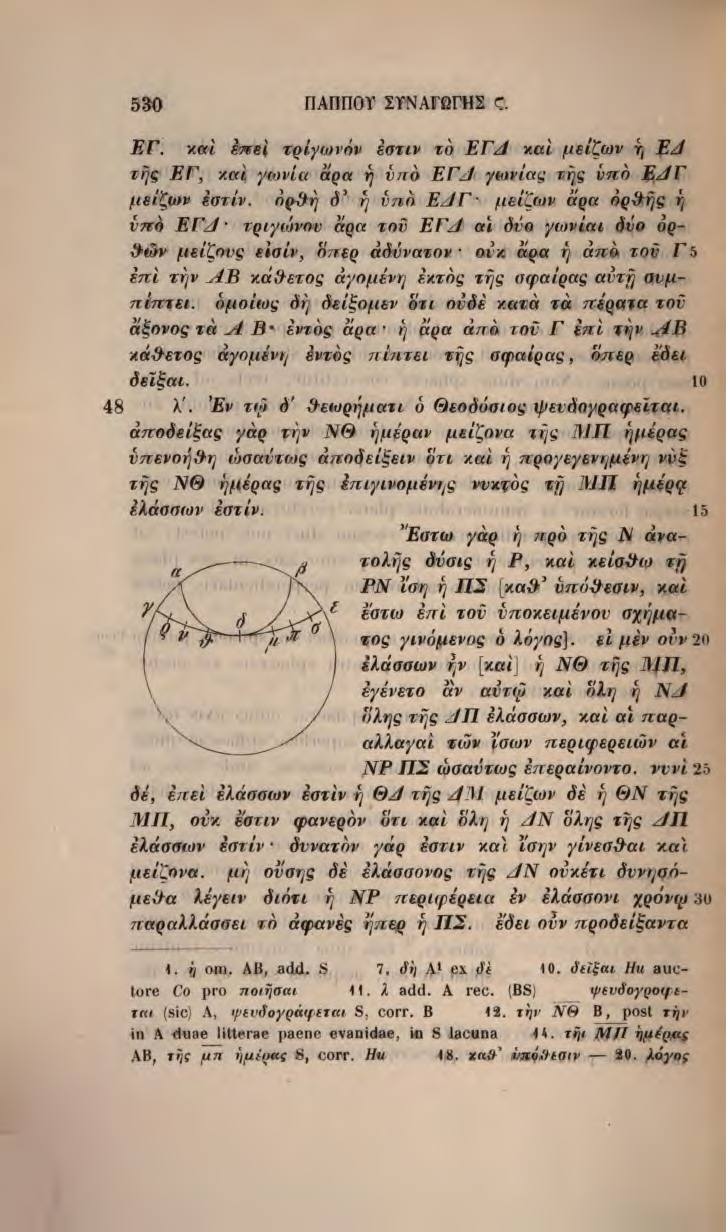 530 ΠΑΠΠΟΥ ΣΥΝΑΓΩΓΗΣ Ϛ.
ΕΓ. καὶ ἐπεὶ τρίγωνόν ἐστιν τὸ ΕΓΔ καὶ μείζων ἡ ΕΔ
τῆς ΕΓ, καὶ γωνία ἄρα ἡ ὑπὸ ΕΓΔ γωνίας τῆς ὑπὸ ΕΔΓ
μείζων ἐστίν. ὀρθὴ δ' ἡ ὑπὸ ΕΔΓ· μείζων ἄρα ὀρθῆς ἡ
ὑπὸ ΕΓΔ· τριγώνου ἄρα τοῦ ΕΓΔ αἱ δύο γωνίαι δύο ὀρ-
θῶν μείζους εἰσίν, ὅπερ ἀδύνατον· οὐκ ἄρα ἡ ἀπὸ τοῦ Γ 5
ἐπὶ τὴν ΑΒ κάθετος ἀγομένη ἐκτὸς τῆς σφαίρας αὐτῇ συμ-
πίπτει. ὁμοίως δὴ δείξομεν ὅτι οὐδὲ κατὰ τὰ πέρατα τοῦ
ἄξονος τὰ Α Β· ἐντὸς ἄρα· ἡ ἄρα ἀπὸ τοῦ Γ ἐπὶ τὴν ΑΒ
κάθετος ἀγομένη ἐντὸς πίπτει τῆς σφαίρας, ὅπερ ἔδει
δεῖξαι. 10
48 λ'. Ἐν τῷ δ' θεωρήματι ὁ Θεοδόσιος ψευδογραφεῖται.
ἀποδείξας γὰρ τὴν ΝΘ ἡμέραν μείζονα τῆς ΜΠ ἡμέρας
ὑπενοήθη ὡσαύτως ἀποδείξειν ὅτι καὶ ἡ προγεγενημένη νὺξ
τῆς ΝΘ ἡμέρας τῆς ἐπιγινομένης νυκτὸς τῇ ΜΠ ἡμέρᾳ
ἐλάσσων ἐστίν. 15
Ἔστω γὰρ ἡ πρὸ τῆς Ν ἀνα-
τολῆς δύσις ἡ Ρ, καὶ κείσθω τῇ
ΡΝ ἴση ἡ ΠΣ [καθ' ὑπόθεσιν, καὶ
ἔστω ἐπὶ τοῦ ὑποκειμένου σχήμα-
τος γινόμενος ὁ λόγος]. εἰ μὲν οὖν 20
ἐλάσσων ἦν [καὶ] ἡ ΝΘ τῆς ΜΠ,
ἐγένετο ἂν αὐτῷ καὶ ὅλη ἡ ΝΔ
ὅλης τῆς ΔΠ ἐλάσσων, καὶ αἱ παρ-
αλλαγαὶ τῶν ἴσων περιφερειῶν αἱ
ΝΡ ΠΣ ὡσαύτως ἐπεραίνοντο. νυνὶ 25
α β γ ε ρ ν θ δ μ π σ
δέ, ἐπεὶ ἐλάσσων ἐστὶν ἡ ΘΔ τῆς ΔΜ μείζων δὲ ἡ ΘΝ τῆς
ΜΠ, οὐκ ἔστιν φανερὸν ὅτι καὶ ὅλη ἡ ΔΝ ὅλης τῆς ΔΠ
ἐλάσσων ἐστίν· δυνατὸν γάρ ἐστιν καὶ ἴσην γίνεσθαι καὶ
μείζονα. μὴ οὔσης δὲ ἐλάσσονος τῆς ΔΝ οὐκέτι δυνησό-
μεθα λέγειν διότι ἡ ΝΡ περιφέρεια ἐν ἐλάσσονι χρόνῳ 30
παραλλάσσει τὸ ἀφανὲς ἤπερ ἡ ΠΣ. ἔδει οὖν προδείξαντα
1. ἡ om. AB, add. S 7. δὴ A¹ ex δὲ 10. δεῖξαι Hu auc-
tore Co pro ποιῆσαι 11. λ add. A rec. (BS) ψευδογροφε-
ται (sic) A, ψευδογράφεται S, corr. B 12. τὴν ΝΘ B, post τὴν
in A duae litterae paene evanidae, in S lacuna 14. τῆι ΜΠ ἡμέρας
AB, τῆς μπ ἡμέρας S, corr. Hu 18. καθ' ὑπόθεσιν — 20. λόγος